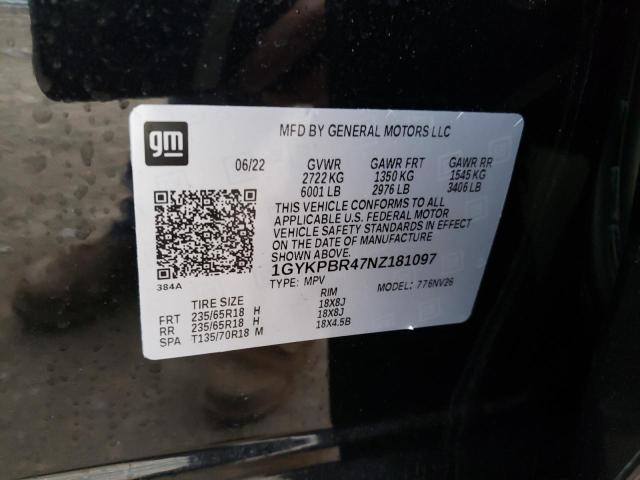 gm
MFD BY GENERAL MOTORS LLC
06/22 GVWR GAWR FRT GAWR RR
2722 KG 1350 KG 1545 KG
6001 LB 2976 LB 3406 LB
THIS VEHICLE CONFORMS TO ALL
APPLICABLE U.S. FEDERAL MOTOR
VEHICLE SAFETY STANDARDS IN EFFECT
ON THE DATE OF MANUFACTURE
SHOWN ABOVE.
1GYKPBR47NZ181097
384A TYPE: MPV MODEL: 776NV26
TIRE SIZE RIM
FRT 235/65R18 H 18X8J
RR 235/65R18 H 18X8J
SPA T135/70R18 M 18X4.5B